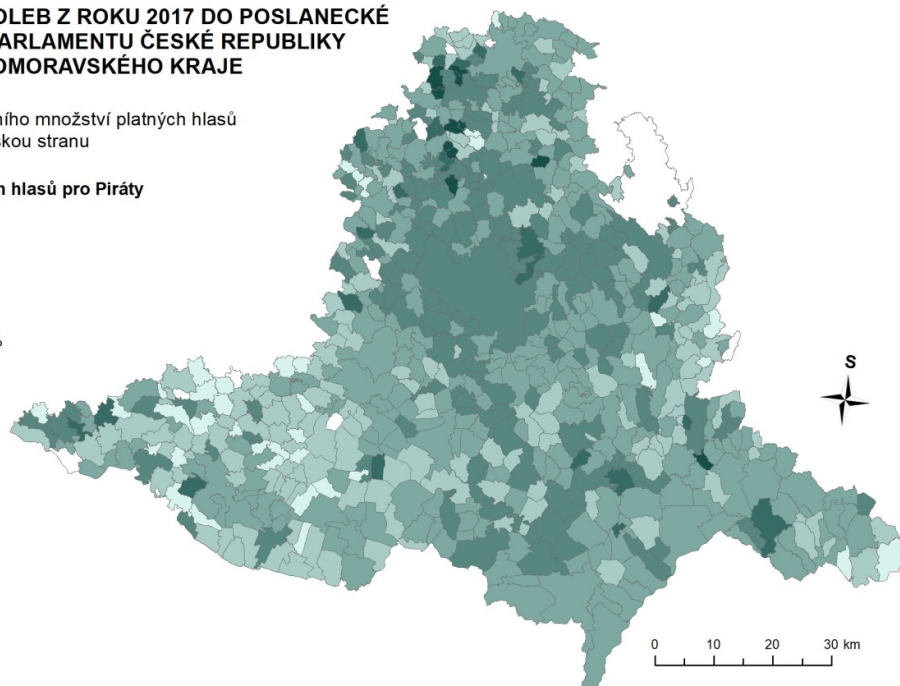 OLEB Z ROKU 2017 DO POSLANECKÉ
ARLAMENTU ČESKÉ REPUBLIKY
OMORAVSKÉHO KRAJE
ního množství platných hlasů
skou stranu
h hlasů pro Piráty
%
S
0 10 20 30 km